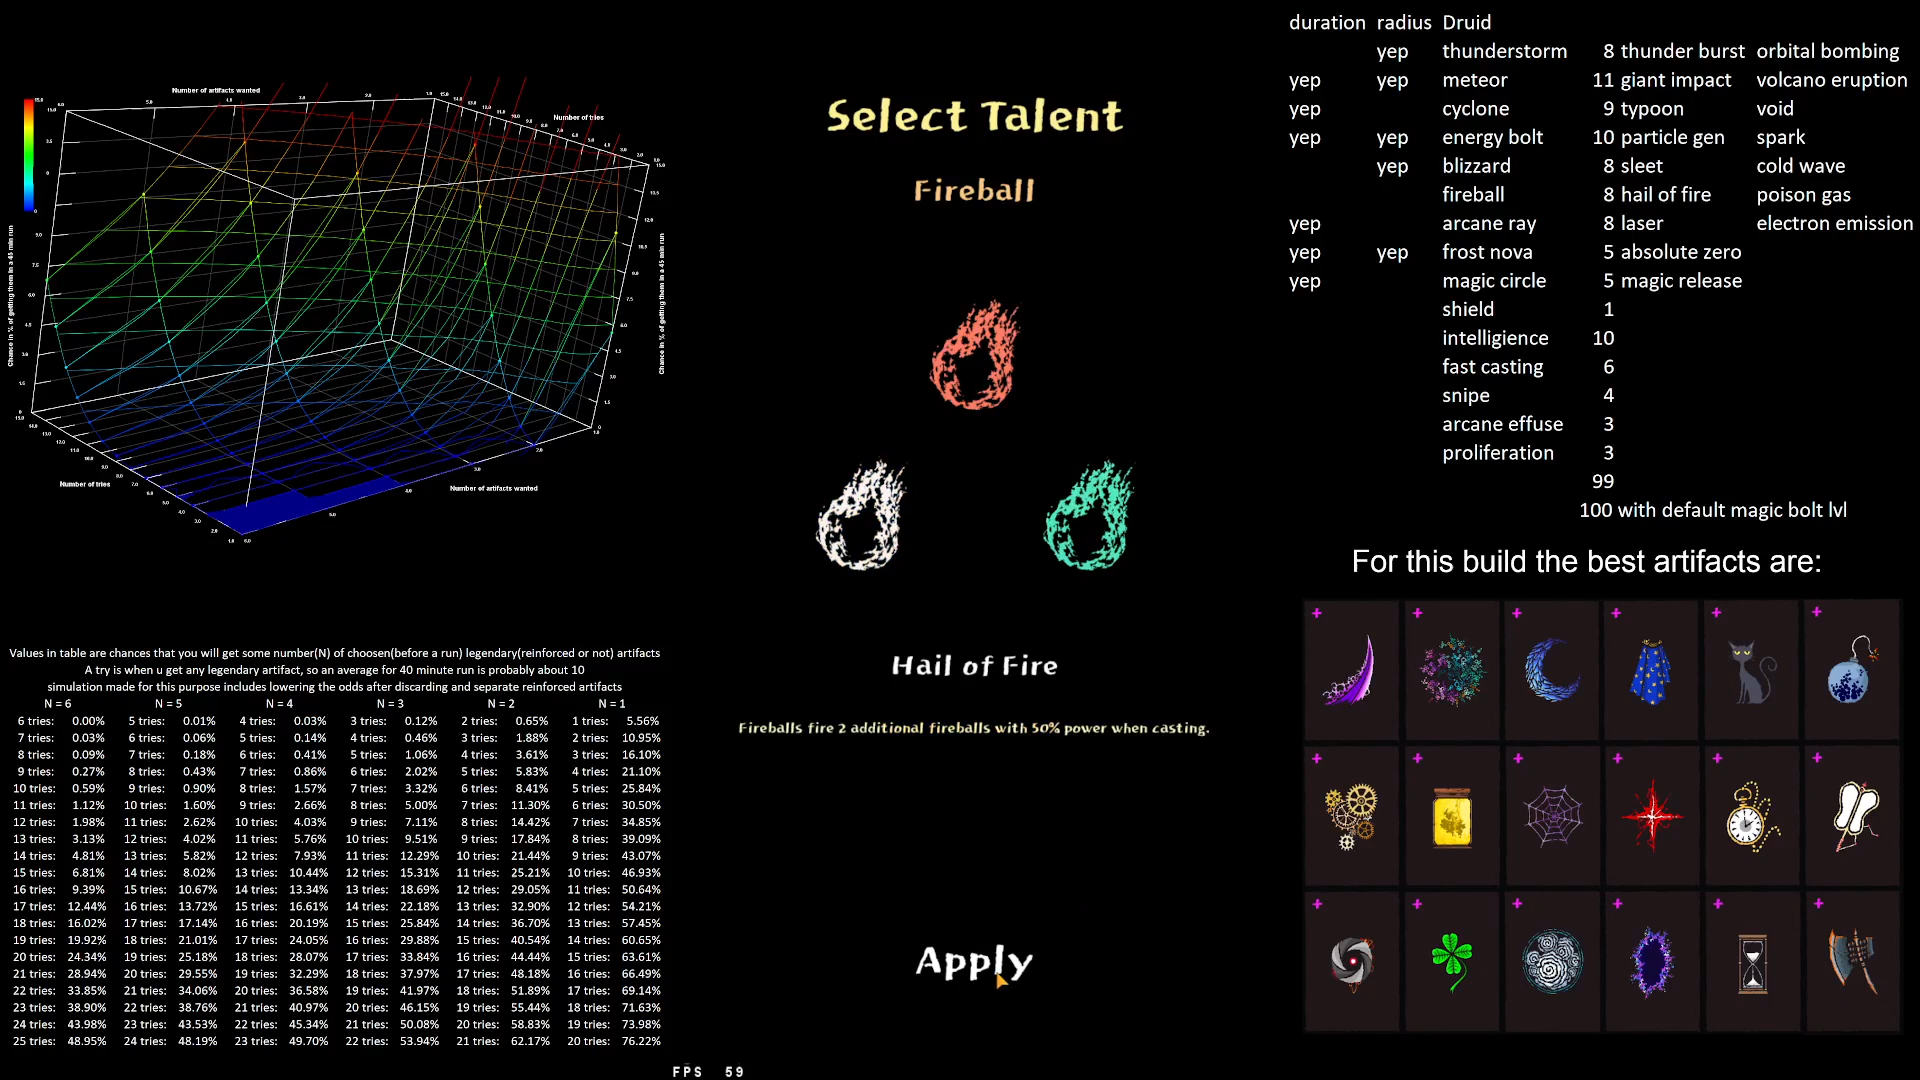 Number of artifacts wanted
Number of tries
Chance in % of getting them in a 45 min run
Chance in % of getting them in a 45 min run
Number of tries
Number of artifacts wanted
Values in table are chances that you will get some number(N) of choosen(before a run) legendary(reinforced or not) artifacts
A try is when u get any legendary artifact, so an average for 40 minute run is probably about 10
simulation made for this purpose includes lowering the odds after discarding and separate reinforced artifacts
N = 6 N = 5 N = 4 N = 3 N = 2 N = 1
6 tries: 0.00% 5 tries: 0.01% 4 tries: 0.03% 3 tries: 0.12% 2 tries: 0.65% 1 tries: 5.56%
7 tries: 0.03% 6 tries: 0.06% 5 tries: 0.14% 4 tries: 0.46% 3 tries: 1.88% 2 tries: 10.95%
8 tries: 0.09% 7 tries: 0.18% 6 tries: 0.41% 5 tries: 1.06% 4 tries: 3.61% 3 tries: 16.10%
9 tries: 0.27% 8 tries: 0.43% 7 tries: 0.86% 6 tries: 2.02% 5 tries: 5.83% 4 tries: 21.10%
10 tries: 0.59% 9 tries: 0.90% 8 tries: 1.57% 7 tries: 3.32% 6 tries: 8.41% 5 tries: 25.84%
11 tries: 1.12% 10 tries: 1.60% 9 tries: 2.66% 8 tries: 5.00% 7 tries: 11.30% 6 tries: 30.50%
12 tries: 1.98% 11 tries: 2.62% 10 tries: 4.03% 9 tries: 7.11% 8 tries: 14.42% 7 tries: 34.85%
13 tries: 3.13% 12 tries: 4.02% 11 tries: 5.76% 10 tries: 9.51% 9 tries: 17.84% 8 tries: 39.09%
14 tries: 4.81% 13 tries: 5.82% 12 tries: 7.93% 11 tries: 12.29% 10 tries: 21.44% 9 tries: 43.07%
15 tries: 6.81% 14 tries: 8.02% 13 tries: 10.44% 12 tries: 15.31% 11 tries: 25.21% 10 tries: 46.93%
16 tries: 9.39% 15 tries: 10.67% 14 tries: 13.34% 13 tries: 18.69% 12 tries: 29.05% 11 tries: 50.64%
17 tries: 12.44% 16 tries: 13.72% 15 tries: 16.61% 14 tries: 22.18% 13 tries: 32.90% 12 tries: 54.21%
18 tries: 16.02% 17 tries: 17.14% 16 tries: 20.19% 15 tries: 25.84% 14 tries: 36.70% 13 tries: 57.45%
19 tries: 19.92% 18 tries: 21.01% 17 tries: 24.05% 16 tries: 29.88% 15 tries: 40.54% 14 tries: 60.65%
20 tries: 24.34% 19 tries: 25.18% 18 tries: 28.07% 17 tries: 33.84% 16 tries: 44.44% 15 tries: 63.61%
21 tries: 28.94% 20 tries: 29.55% 19 tries: 32.29% 18 tries: 37.97% 17 tries: 48.18% 16 tries: 66.49%
22 tries: 33.85% 21 tries: 34.06% 20 tries: 36.58% 19 tries: 41.97% 18 tries: 51.89% 17 tries: 69.14%
23 tries: 38.90% 22 tries: 38.76% 21 tries: 40.97% 20 tries: 46.15% 19 tries: 55.44% 18 tries: 71.63%
24 tries: 43.98% 23 tries: 43.53% 22 tries: 45.34% 21 tries: 50.08% 20 tries: 58.83% 19 tries: 73.98%
25 tries: 48.95% 24 tries: 48.19% 23 tries: 49.70% 22 tries: 53.94% 21 tries: 62.17% 20 tries: 76.22%
Select Talent
Fireball
Hail of Fire
Fireballs fire 2 additional fireballs with 50% power when casting.
Apply
FPS 59
duration radius Druid
yep thunderstorm 8 thunder burst orbital bombing
yep yep meteor 11 giant impact volcano eruption
yep cyclone 9 typoon void
yep yep energy bolt 10 particle gen spark
yep blizzard 8 sleet cold wave
fireball 8 hail of fire poison gas
yep arcane ray 8 laser electron emission
yep yep frost nova 5 absolute zero
yep magic circle 5 magic release
shield 1
intelligience 10
fast casting 6
snipe 4
arcane effuse 3
proliferation 3
99
100 with default magic bolt lvl
For this build the best artifacts are: